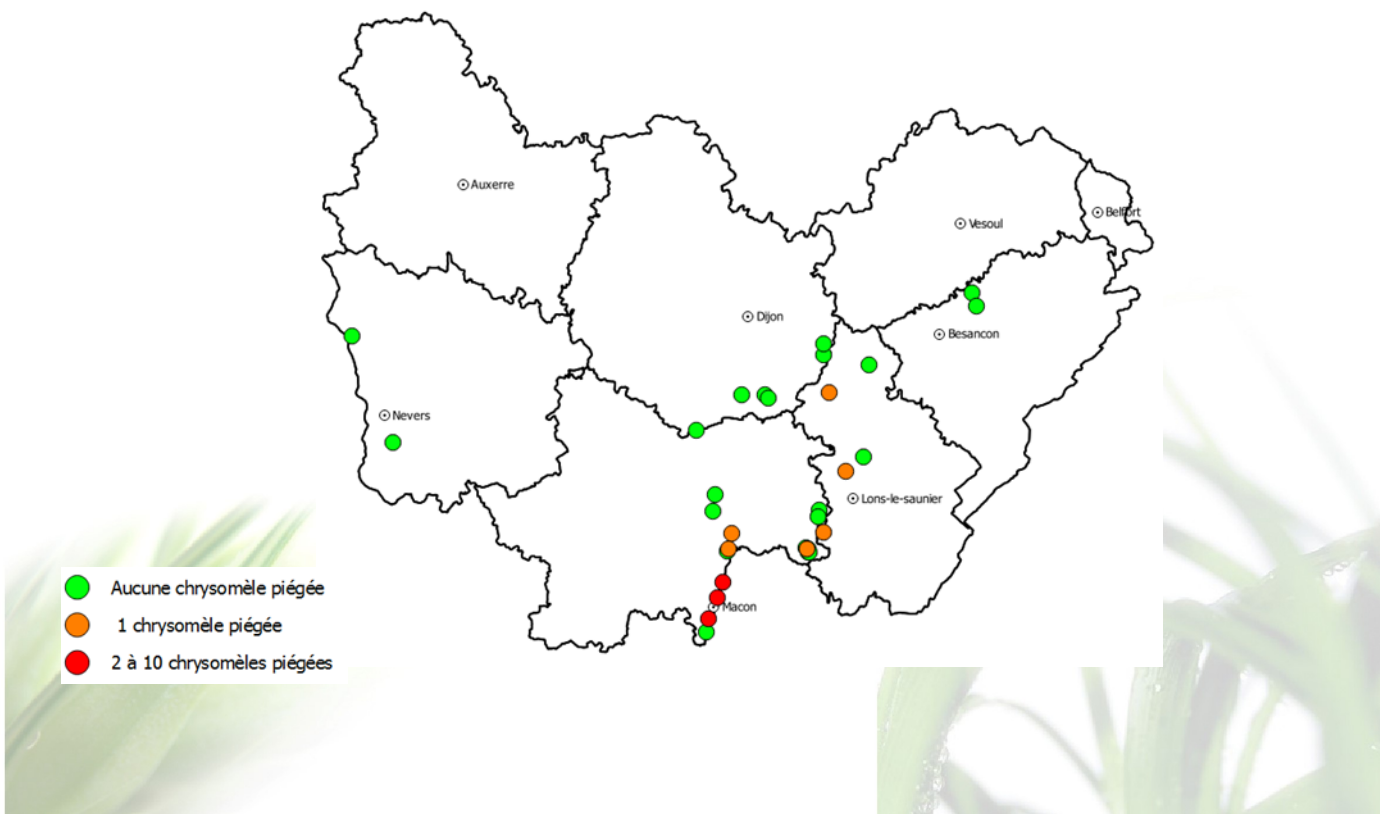 Auxerre
Belfort
Vesoul
Dijon
Besancon
Nevers
Lons-le-saunier
Aucune chrysomèle piégée
Macon
1 chrysomèle piégée
2 à 10 chrysomèles piégées